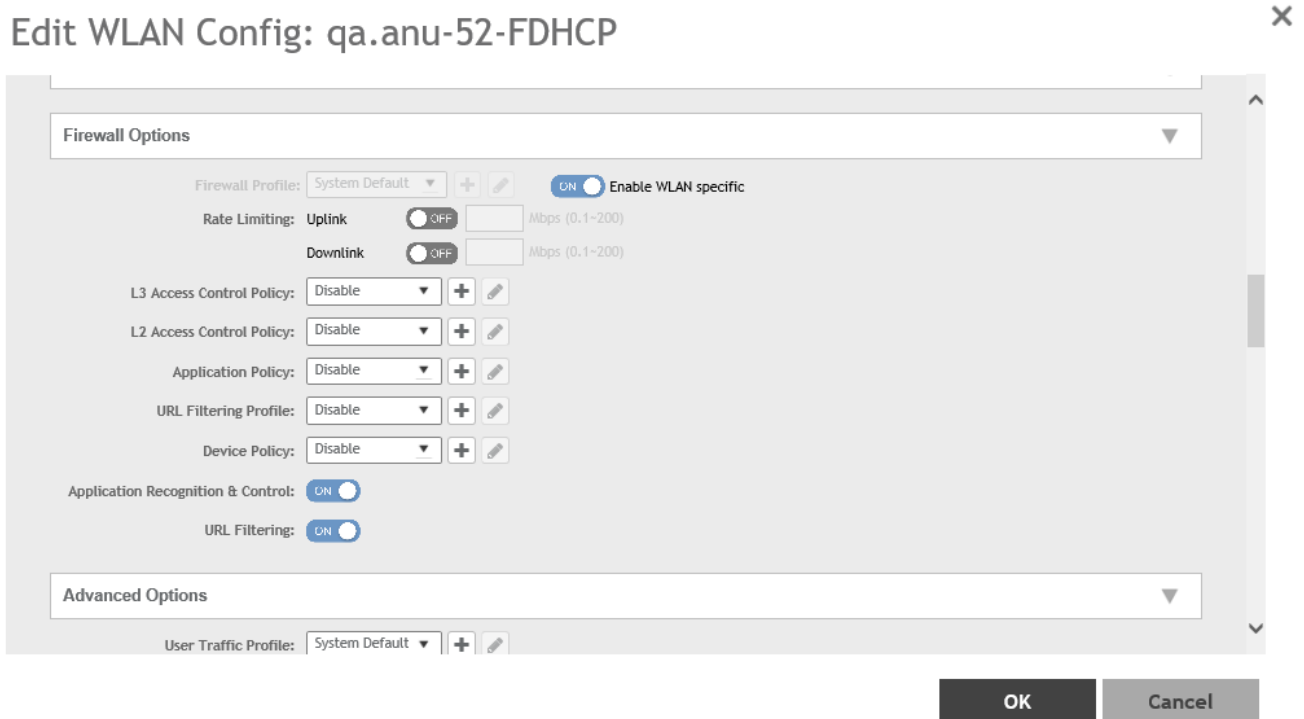 Edit WLAN Config: qa.anu-52-FDHCP
Firewall Options
Firewall Profile: System Default ON Enable WLAN specific
Rate Limiting: Uplink OFF Mbps (0.1~200)
Downlink OFF Mbps (0.1~200)
L3 Access Control Policy: Disable
L2 Access Control Policy: Disable
Application Policy: Disable
URL Filtering Profile: Disable
Device Policy: Disable
Application Recognition & Control: ON
URL Filtering: ON
Advanced Options
User Traffic Profile: System Default
OK Cancel